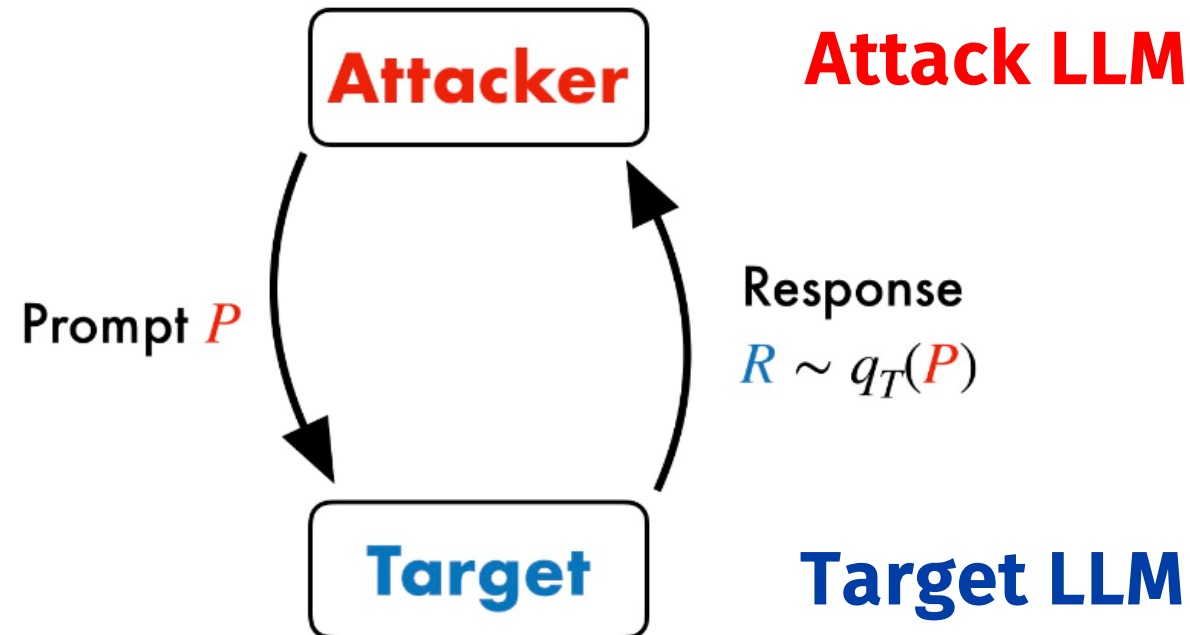 Attacker
Attack LLM
Prompt P
Response
R ~ q_T(P)
Target
Target LLM